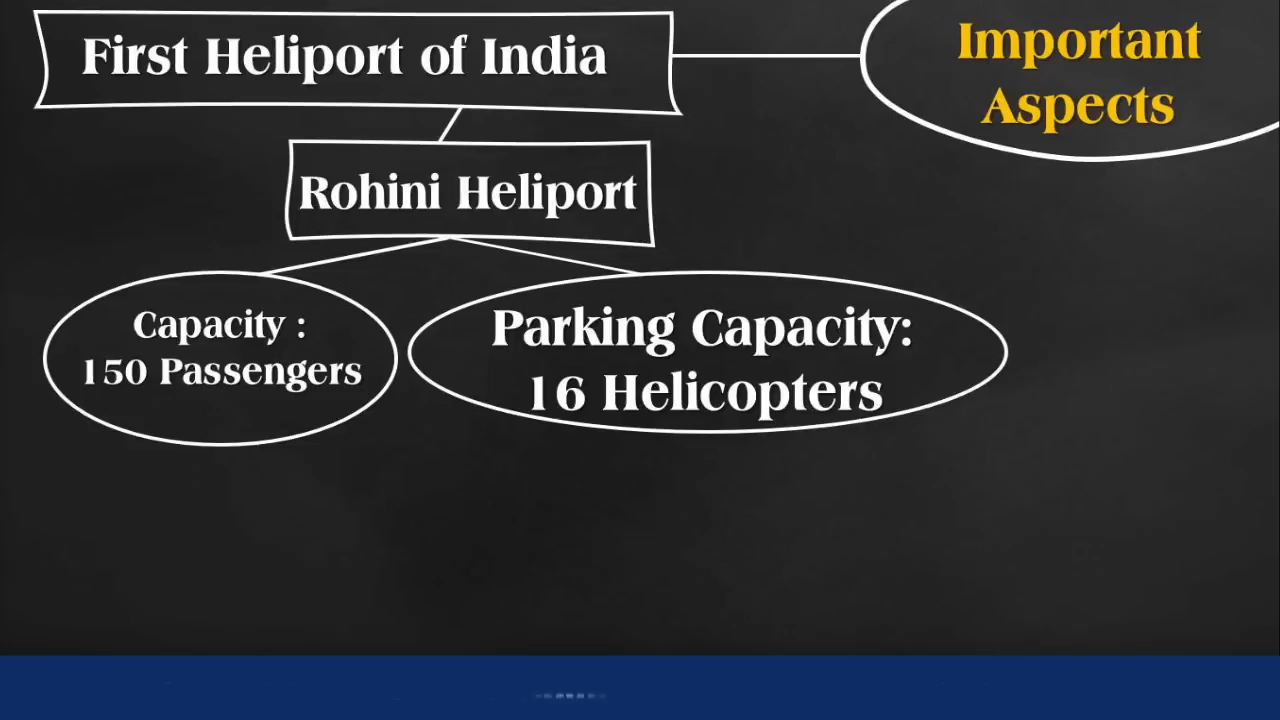 First Heliport of India
Important
Aspects
Rohini Heliport
Capacity :
150 Passengers
Parking Capacity:
16 Helicopters